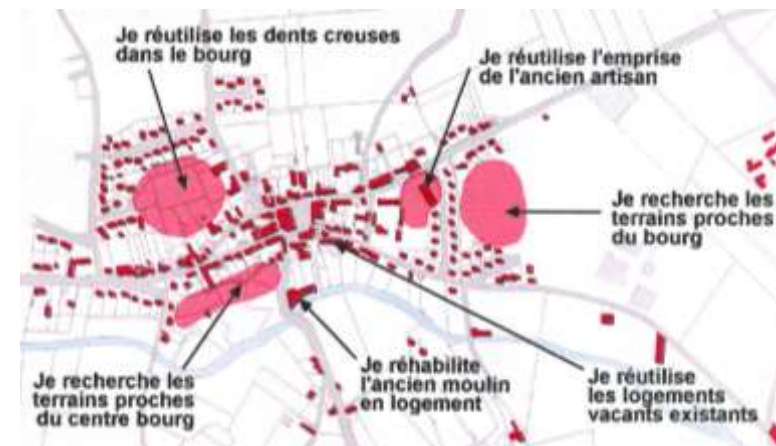 Je réutilise les dents creuses
dans le bourg
Je réutilise l'emprise
de l'ancien artisan
Je recherche les
terrains proches
du bourg
Je recherche les
terrains proches
du centre bourg
Je réhabilite
l'ancien moulin
en logement
Je réutilise
les logements
vacants existants